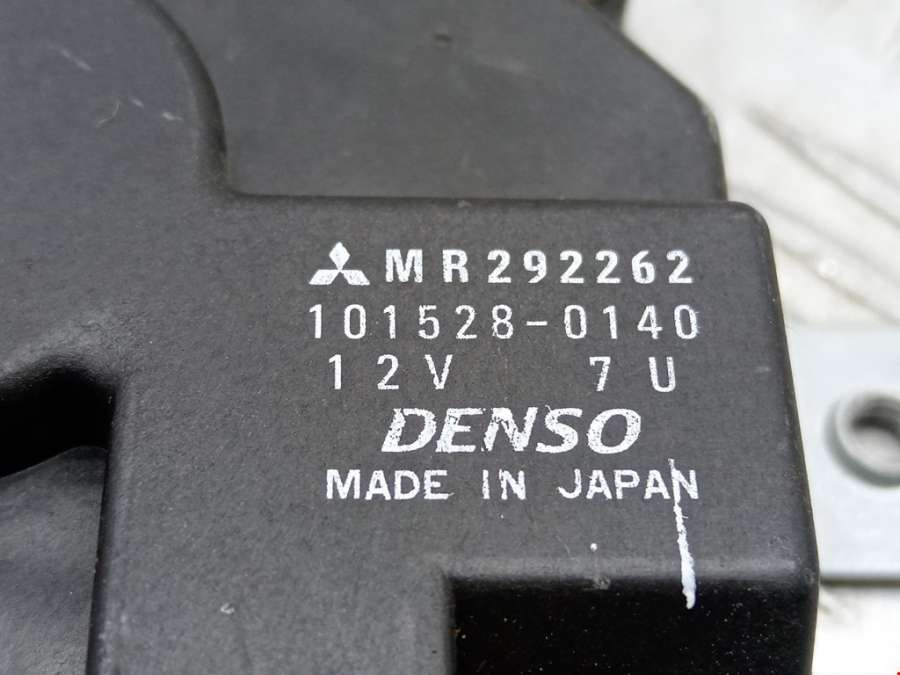 MR292262
101528-0140
12V 7U
DENSO
MADE IN JAPAN